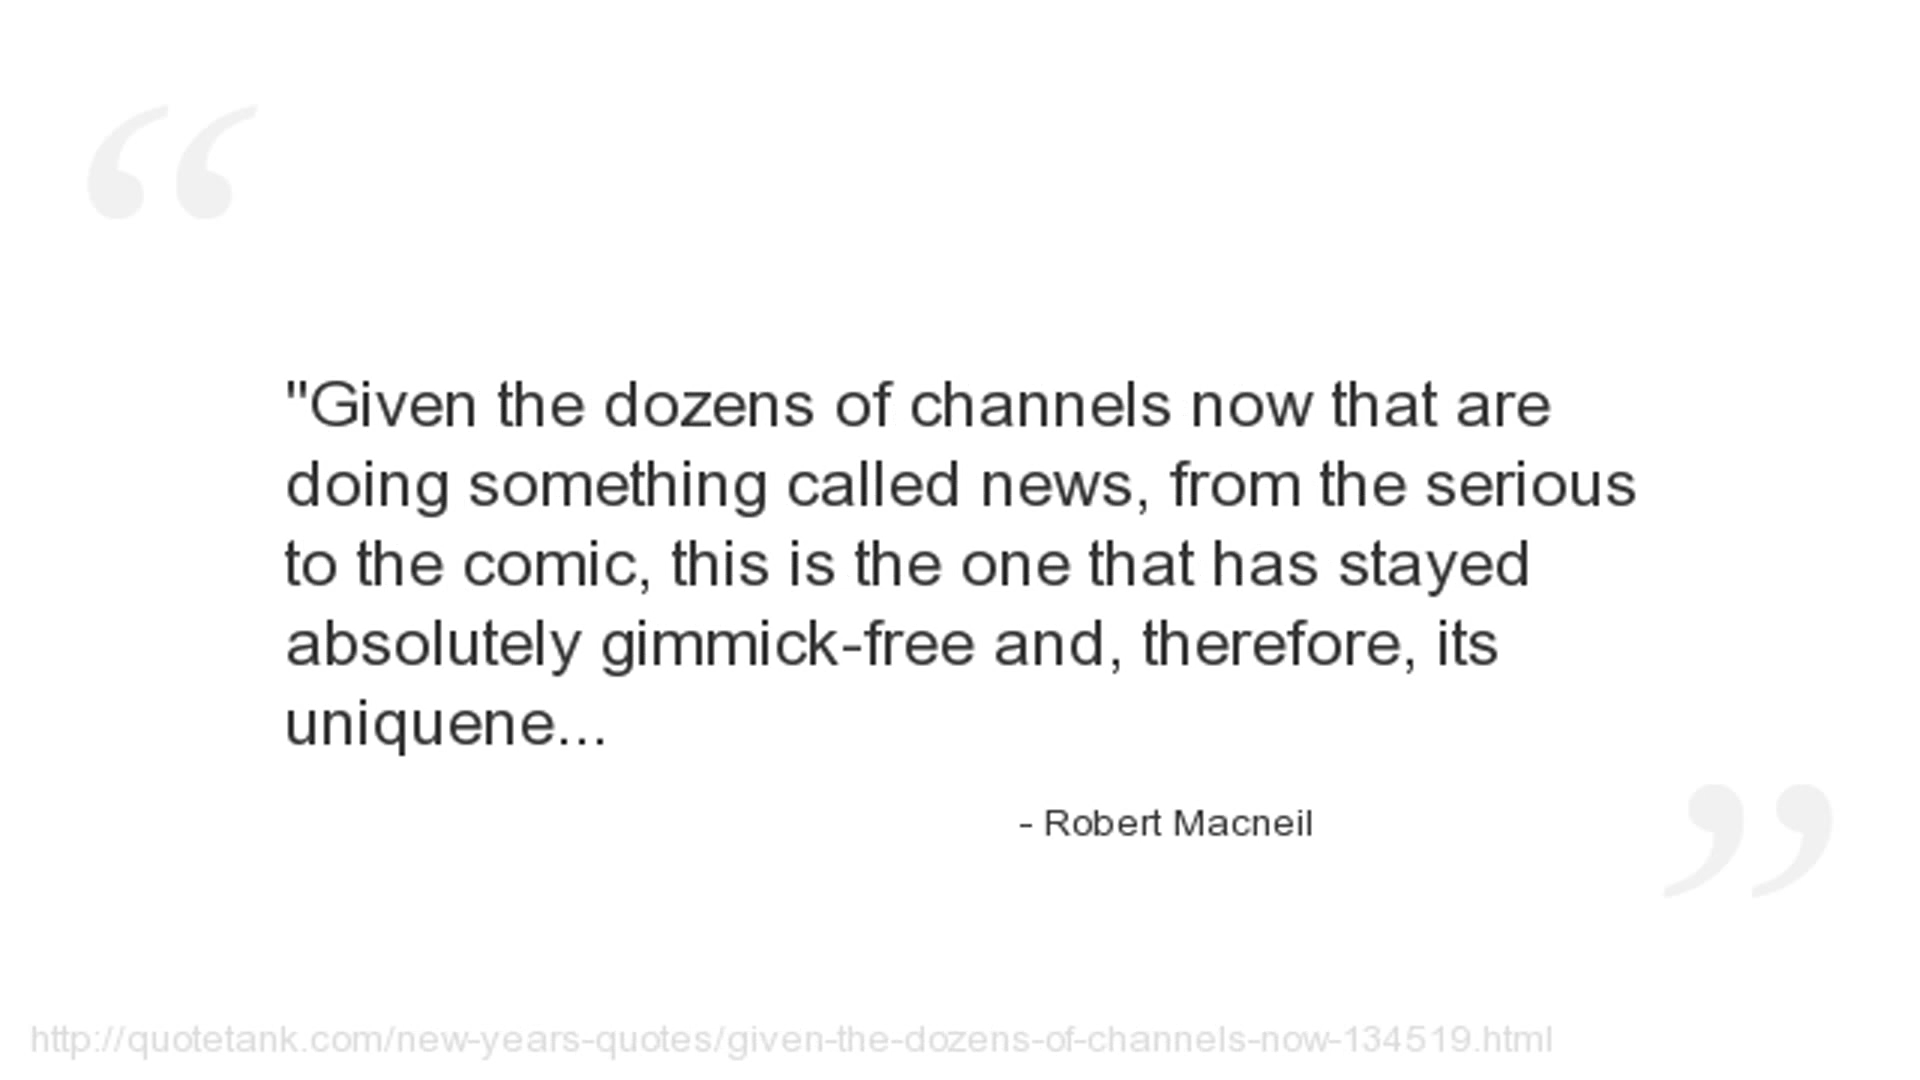 "Given the dozens of channels now that are
doing something called news, from the serious
to the comic, this is the one that has stayed
absolutely gimmick-free and, therefore, its
uniquene...
- Robert Macneil
http://quotetank.com/new-years-quotes/given-the-dozens-of-channels-now-134519.html